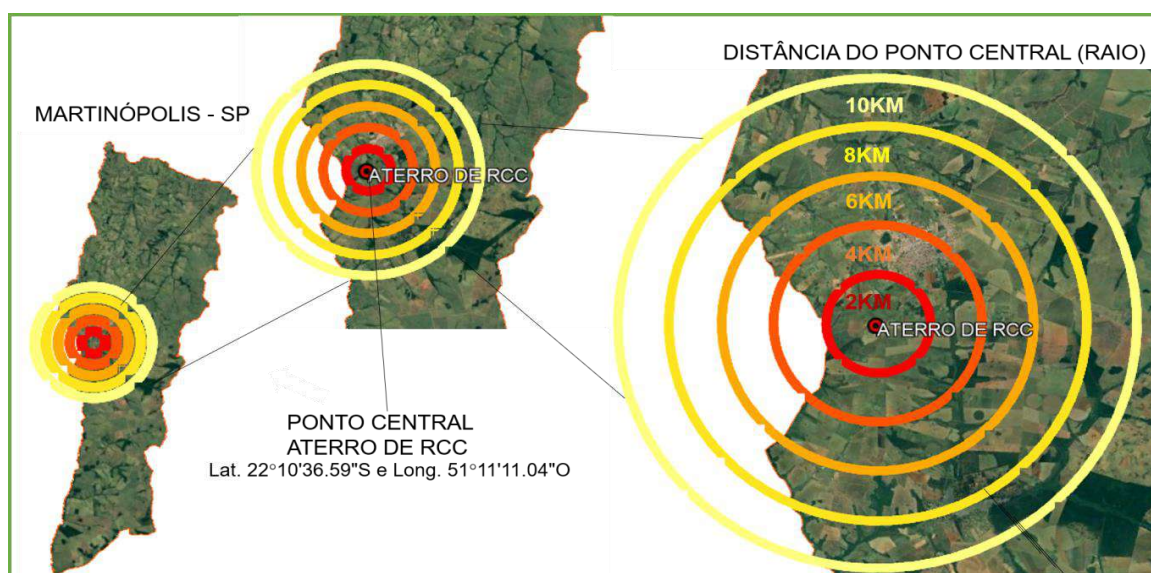 MARTINÓPOLIS - SP
ATERRO DE RCC
PONTO CENTRAL
ATERRO DE RCC
Lat. 22°10'36.59"S e Long. 51°11'11.04"O
DISTÂNCIA DO PONTO CENTRAL (RAIO)
10KM
8KM
6KM
4KM
2KM
ATERRO DE RCC